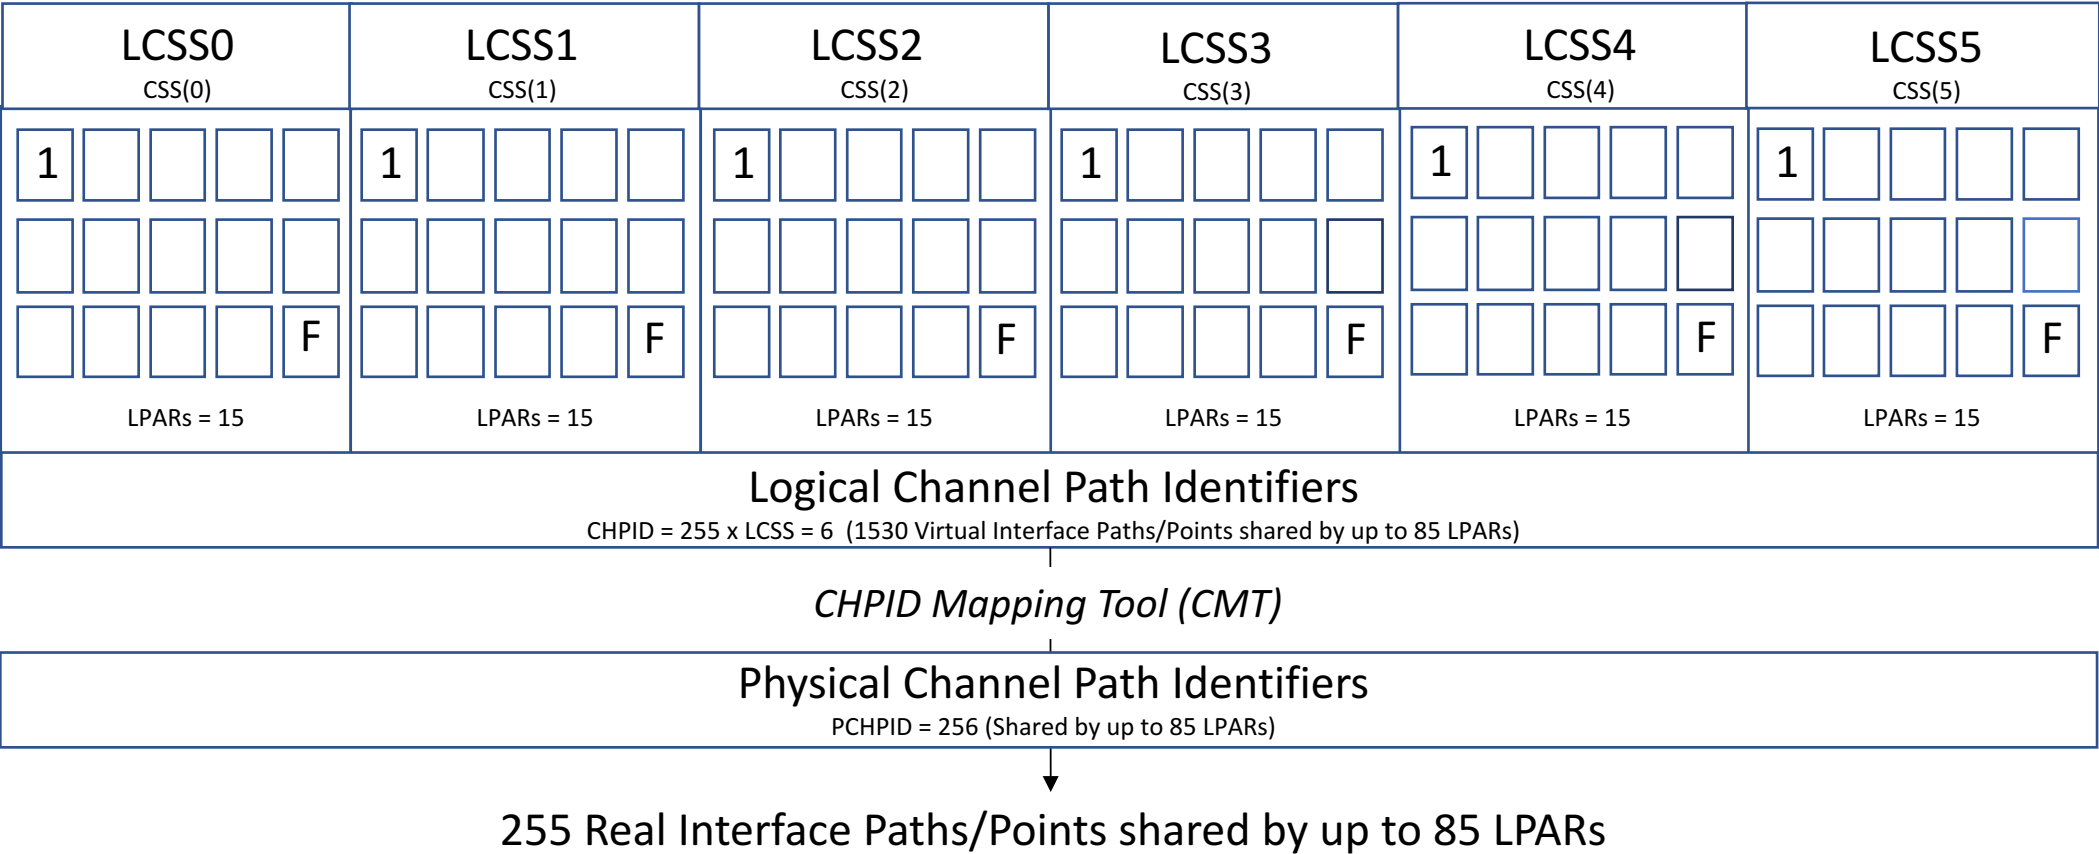 LCSS0
CSS(0)
LCSS1
CSS(1)
LCSS2
CSS(2)
LCSS3
CSS(3)
LCSS4
CSS(4)
LCSS5
CSS(5)
1
1
1
1
1
1
F
F
F
F
F
F
LPARs = 15
LPARs = 15
LPARs = 15
LPARs = 15
LPARs = 15
LPARs = 15
Logical Channel Path Identifiers
CHPID = 255 x LCSS = 6 (1530 Virtual Interface Paths/Points shared by up to 85 LPARs)
CHPID Mapping Tool (CMT)
Physical Channel Path Identifiers
PCHPID = 256 (Shared by up to 85 LPARs)
255 Real Interface Paths/Points shared by up to 85 LPARs